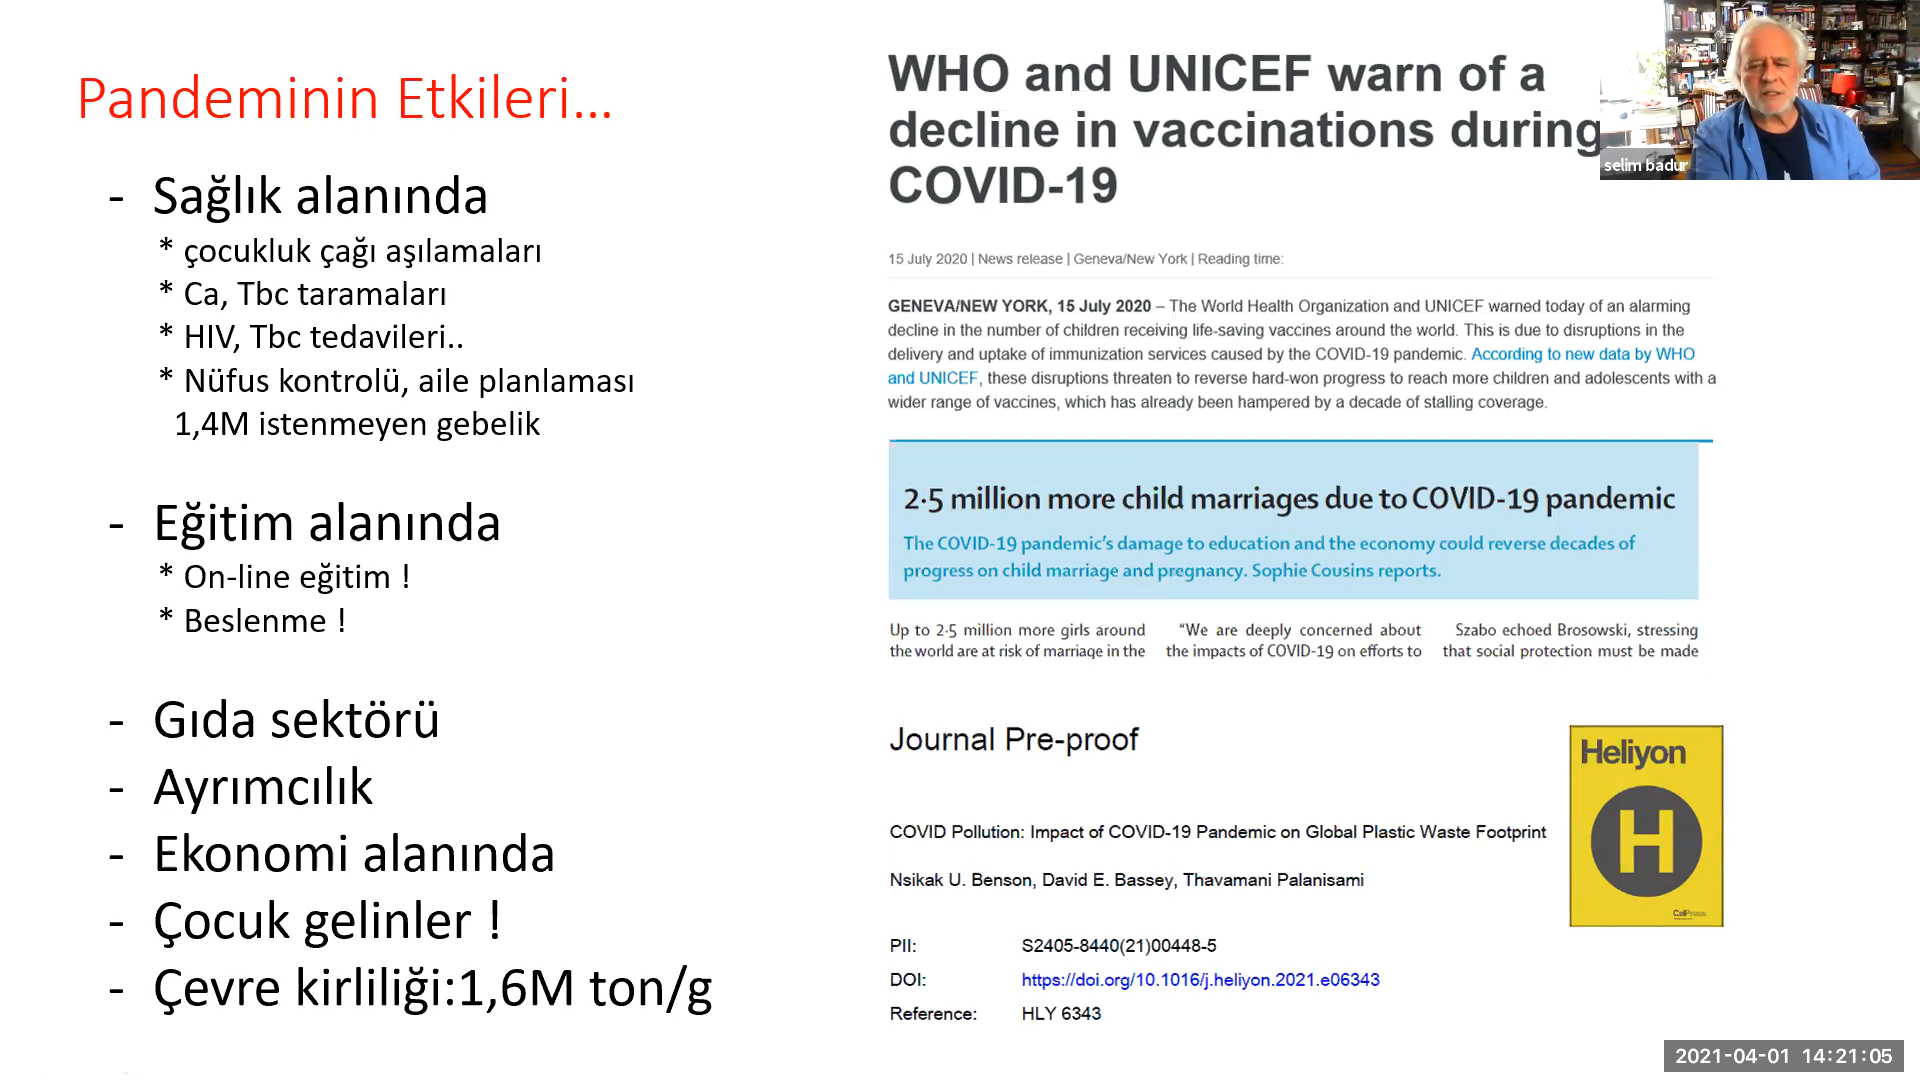 Pandeminin Etkileri...
- Sağlık alanında
* çocukluk çağı aşılamaları
* Ca, Tbc taramaları
* HIV, Tbc tedavileri..
* Nüfus kontrolü, aile planlaması
1,4M istenmeyen gebelik
- Eğitim alanında
* On-line eğitim !
* Beslenme !
- Gıda sektörü
- Ayrımcılık
- Ekonomi alanında
- Çocuk gelinler !
- Çevre kirliliği:1,6M ton/g
WHO and UNICEF warn of a
decline in vaccinations during
COVID-19
15 July 2020 | News release | Geneva/New York | Reading time:
GENEVA/NEW YORK, 15 July 2020 – The World Health Organization and UNICEF warned today of an alarming
decline in the number of children receiving life-saving vaccines around the world. This is due to disruptions in the
delivery and uptake of immunization services caused by the COVID-19 pandemic. According to new data by WHO
and UNICEF, these disruptions threaten to reverse hard-won progress to reach more children and adolescents with a
wider range of vaccines, which has already been hampered by a decade of stalling coverage.
2·5 million more child marriages due to COVID-19 pandemic
The COVID-19 pandemic's damage to education and the economy could reverse decades of
progress on child marriage and pregnancy. Sophie Cousins reports.
Up to 2·5 million more girls around
the world are at risk of marriage in the
“We are deeply concerned about
the impacts of COVID-19 on efforts to
Szabo echoed Brosowski, stressing
that social protection must be made
Journal Pre-proof
COVID Pollution: Impact of COVID-19 Pandemic on Global Plastic Waste Footprint
Nsikak U. Benson, David E. Bassey, Thavamani Palanisami
PII: S2405-8440(21)00448-5
DOI: https://doi.org/10.1016/j.heliyon.2021.e06343
Reference: HLY 6343
Heliyon
H
CellPress
selim badur
2021-04-01 14:21:05